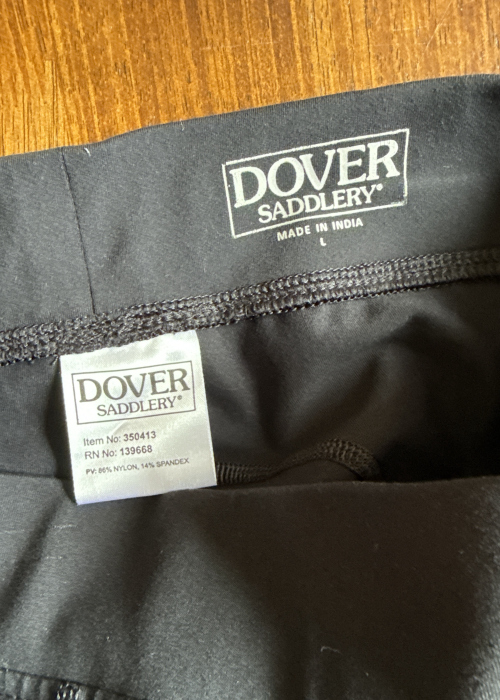 DOVER
SADDLERY®
MADE IN INDIA
L
DOVER
SADDLERY®
Item No: 350413
RN No: 139668
PV: 86% NYLON, 14% SPANDEX